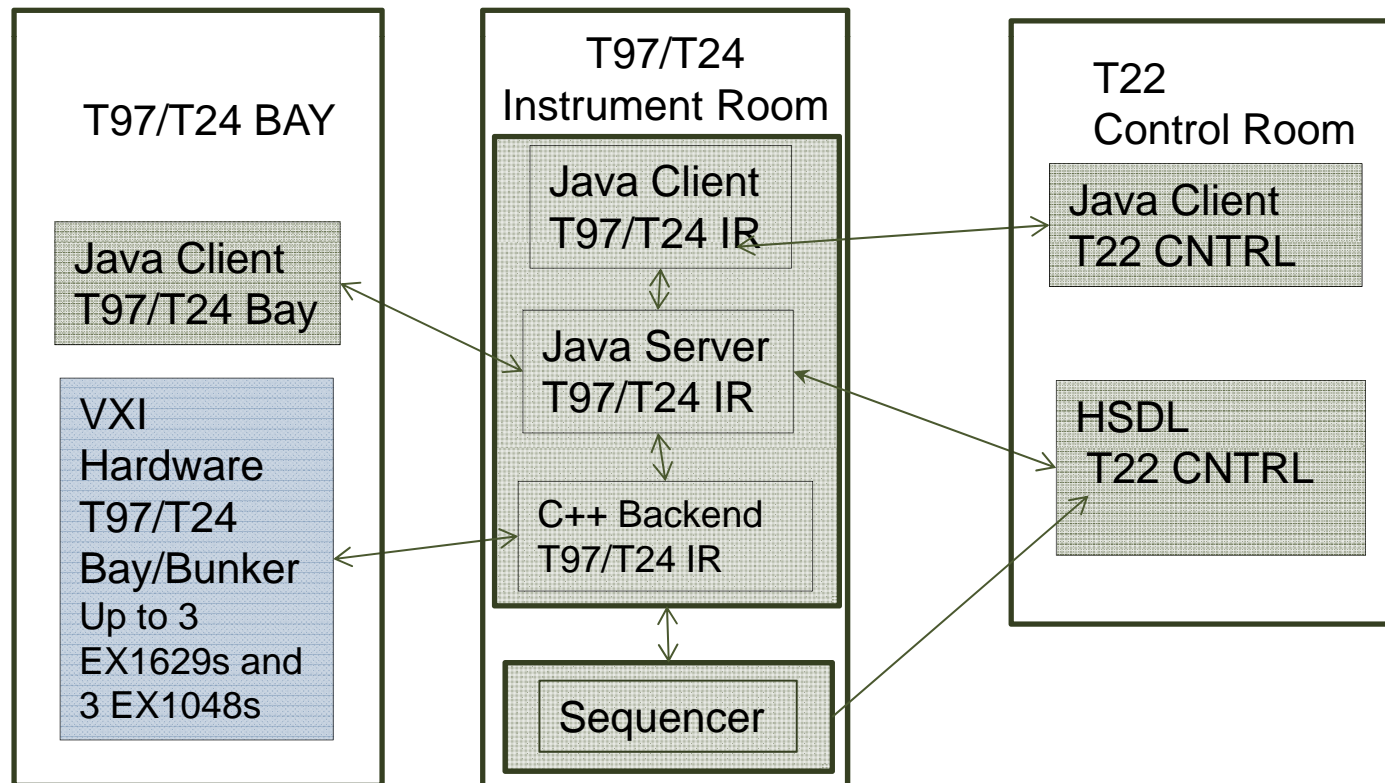 T97/T24 BAY
Java Client
T97/T24 Bay
VXI
Hardware
T97/T24
Bay/Bunker
Up to 3
EX1629s and
3 EX1048s
T97/T24
Instrument Room
Java Client
T97/T24 IR
Java Server
T97/T24 IR
C++ Backend
T97/T24 IR
Sequencer
T22
Control Room
Java Client
T22 CNTRL
HSDL
T22 CNTRL